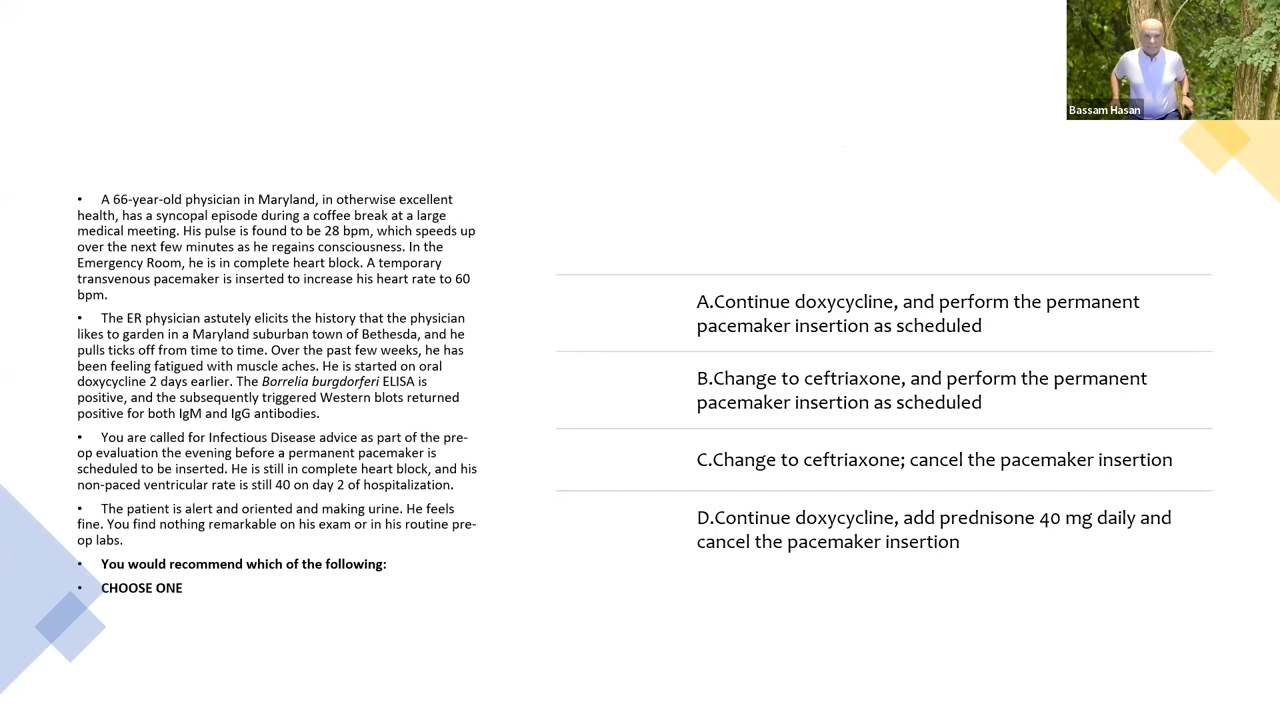 Bassam Hasan
• A 66-year-old physician in Maryland, in otherwise excellent
health, has a syncopal episode during a coffee break at a large
medical meeting. His pulse is found to be 28 bpm, which speeds up
over the next few minutes as he regains consciousness. In the
Emergency Room, he is in complete heart block. A temporary
transvenous pacemaker is inserted to increase his heart rate to 60
bpm.
• The ER physician astutely elicits the history that the physician
likes to garden in a Maryland suburban town of Bethesda, and he
pulls ticks off from time to time. Over the past few weeks, he has
been feeling fatigued with muscle aches. He is started on oral
doxycycline 2 days earlier. The Borrelia burgdorferi ELISA is
positive, and the subsequently triggered Western blots returned
positive for both IgM and IgG antibodies.
• You are called for Infectious Disease advice as part of the pre-
op evaluation the evening before a permanent pacemaker is
scheduled to be inserted. He is still in complete heart block, and his
non-paced ventricular rate is still 40 on day 2 of hospitalization.
• The patient is alert and oriented and making urine. He feels
fine. You find nothing remarkable on his exam or in his routine pre-
op labs.
• You would recommend which of the following:
• CHOOSE ONE
A.Continue doxycycline, and perform the permanent
pacemaker insertion as scheduled
B.Change to ceftriaxone, and perform the permanent
pacemaker insertion as scheduled
C.Change to ceftriaxone; cancel the pacemaker insertion
D.Continue doxycycline, add prednisone 40 mg daily and
cancel the pacemaker insertion